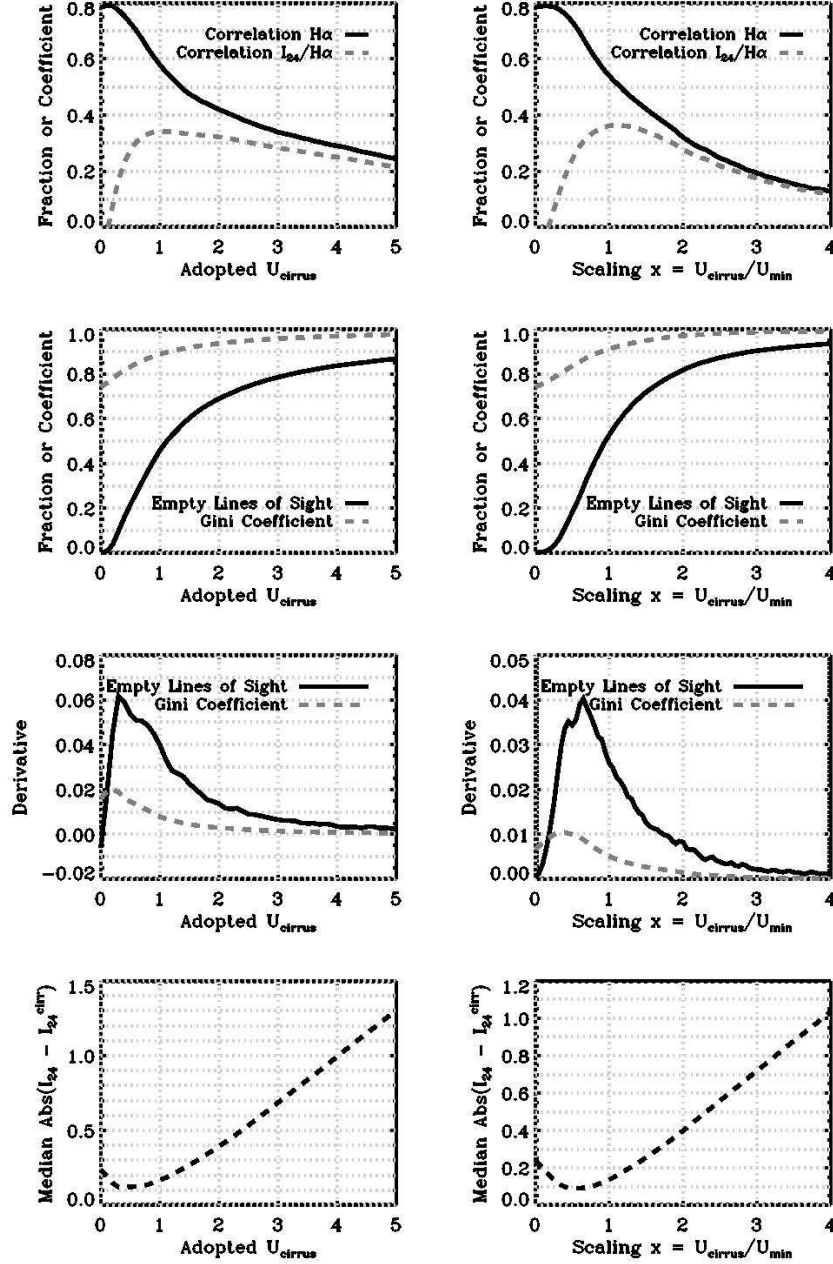 Fraction or Coefficient
0.8
0.6
0.4
0.2
0.0
Correlation Hα
Correlation I24/Hα
0 1 2 3 4 5
Adopted Ucirrus
Fraction or Coefficient
0.8
0.6
0.4
0.2
0.0
Correlation Hα
Correlation I24/Hα
0 1 2 3 4
Scaling x = Ucirrus/Umin
Fraction or Coefficient
1.0
0.8
0.6
0.4
0.2
0.0
Empty Lines of Sight
Gini Coefficient
0 1 2 3 4 5
Adopted Ucirrus
Fraction or Coefficient
1.0
0.8
0.6
0.4
0.2
0.0
Empty Lines of Sight
Gini Coefficient
0 1 2 3 4
Scaling x = Ucirrus/Umin
Derivative
0.08
0.06
0.04
0.02
0.00
-0.02
Empty Lines of Sight
Gini Coefficient
0 1 2 3 4 5
Adopted Ucirrus
Derivative
0.05
0.04
0.03
0.02
0.01
0.00
Empty Lines of Sight
Gini Coefficient
0 1 2 3 4
Scaling x = Ucirrus/Umin
Median Abs(I24 - I24cirr)
1.5
1.0
0.5
0.0
0 1 2 3 4 5
Adopted Ucirrus
Median Abs(I24 - I24cirr)
1.2
1.0
0.8
0.6
0.4
0.2
0.0
0 1 2 3 4
Scaling x = Ucirrus/Umin